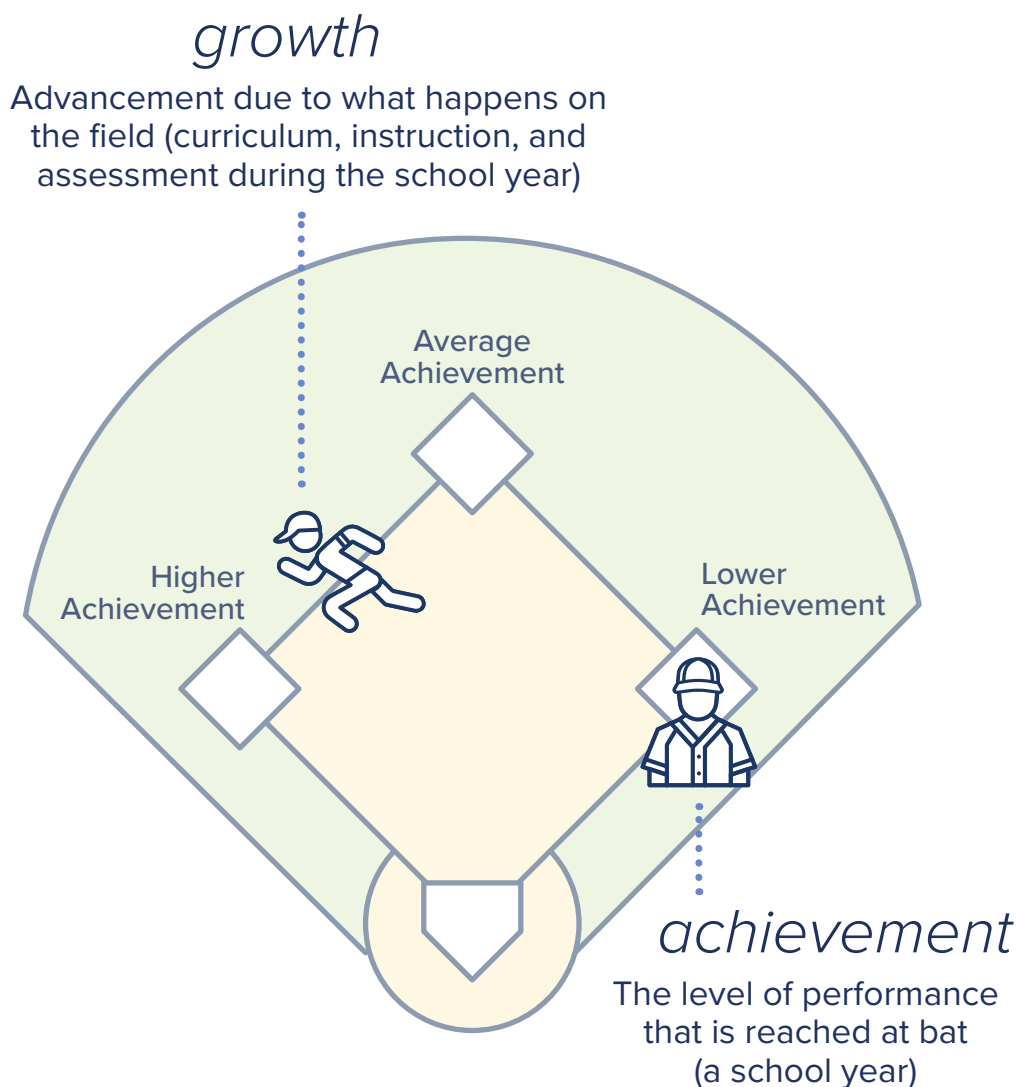 growth
Advancement due to what happens on
the field (curriculum, instruction, and
assessment during the school year)
Average
Achievement
Higher
Achievement
Lower
Achievement
achievement
The level of performance
that is reached at bat
(a school year)